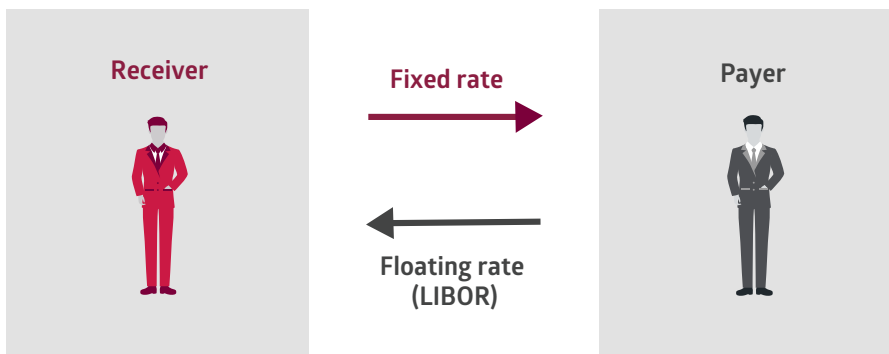 Receiver
Fixed rate
Payer
Floating rate
(LIBOR)